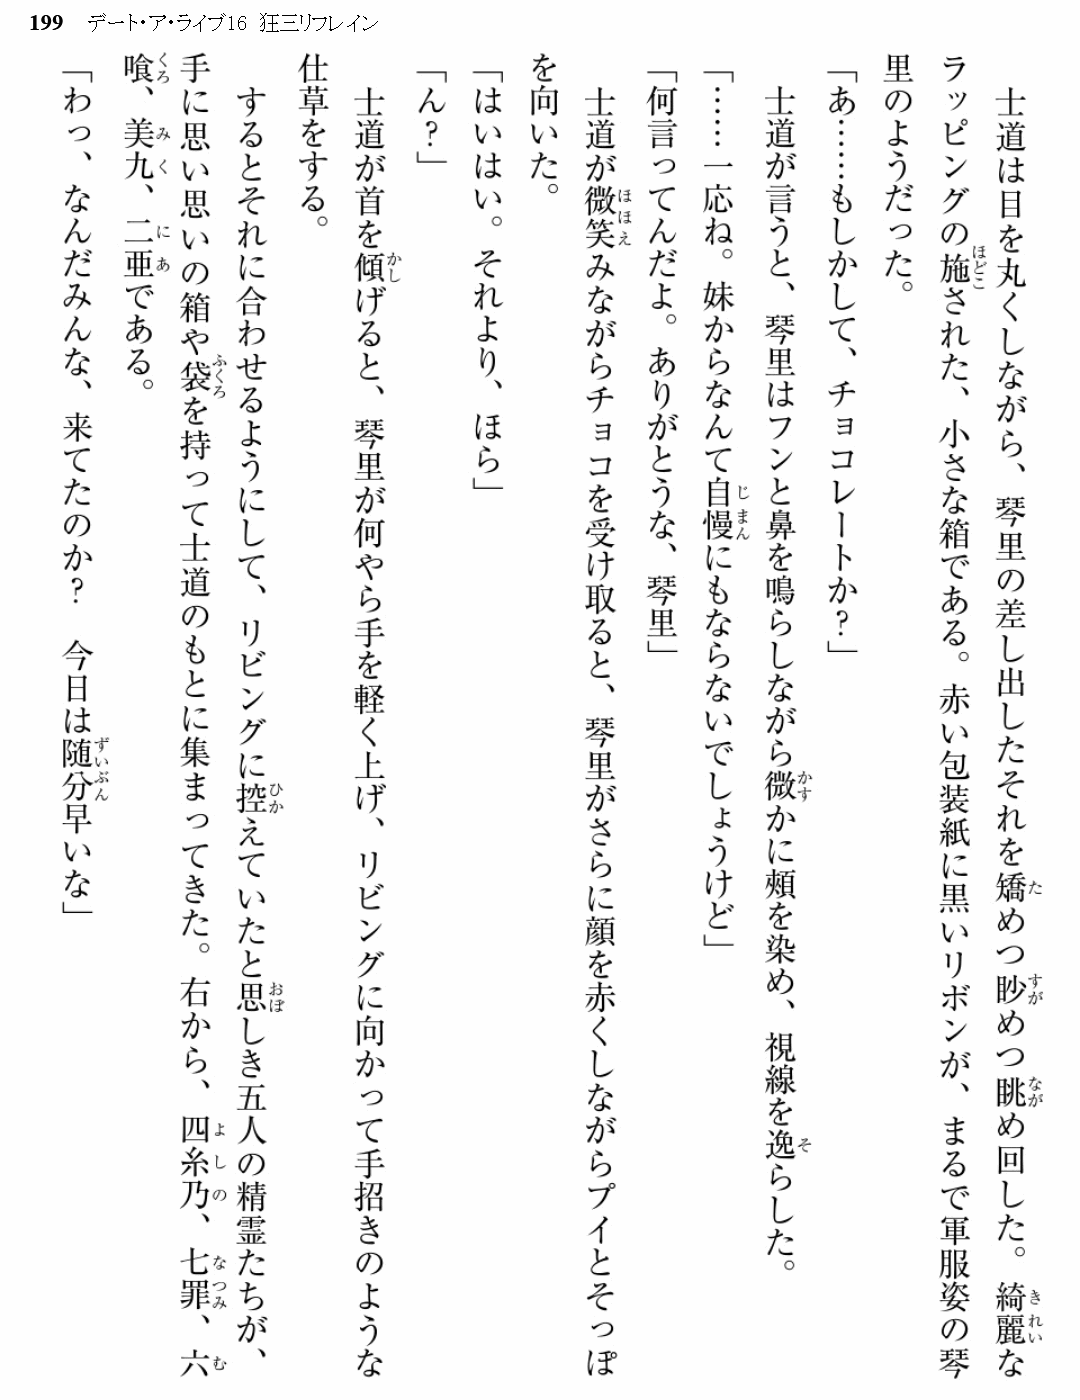 199 デート・ア・ライブ16 狂三リフレイン
　士道は目を丸くしながら、琴里の差し出したそれを矯めつ眇めつ眺め回した。綺麗な
ラッピングの施された、小さな箱である。赤い包装紙に黒いリボンが、まるで軍服姿の琴
里のようだった。
「あ……もしかして、チョコレートか？」
　士道が言うと、琴里はフンと鼻を鳴らしながら微かに頰を染め、視線を逸らした。
「……一応ね。妹からなんて自慢にもならないでしょうけど」
「何言ってんだよ。ありがとうな、琴里」
　士道が微笑みながらチョコを受け取ると、琴里がさらに顔を赤くしながらプイとそっぽ
を向いた。
「はいはい。それより、ほら」
「ん？」
　士道が首を傾げると、琴里が何やら手を軽く上げ、リビングに向かって手招きのような
仕草をする。
　するとそれに合わせるようにして、リビングに控えていたと思しき五人の精霊たちが、
手に思い思いの箱や袋を持って士道のもとに集まってきた。右から、四糸乃、七罪、六
喰、美九、二亜である。
「わっ、なんだみんな、来てたのか？　今日は随分早いな」